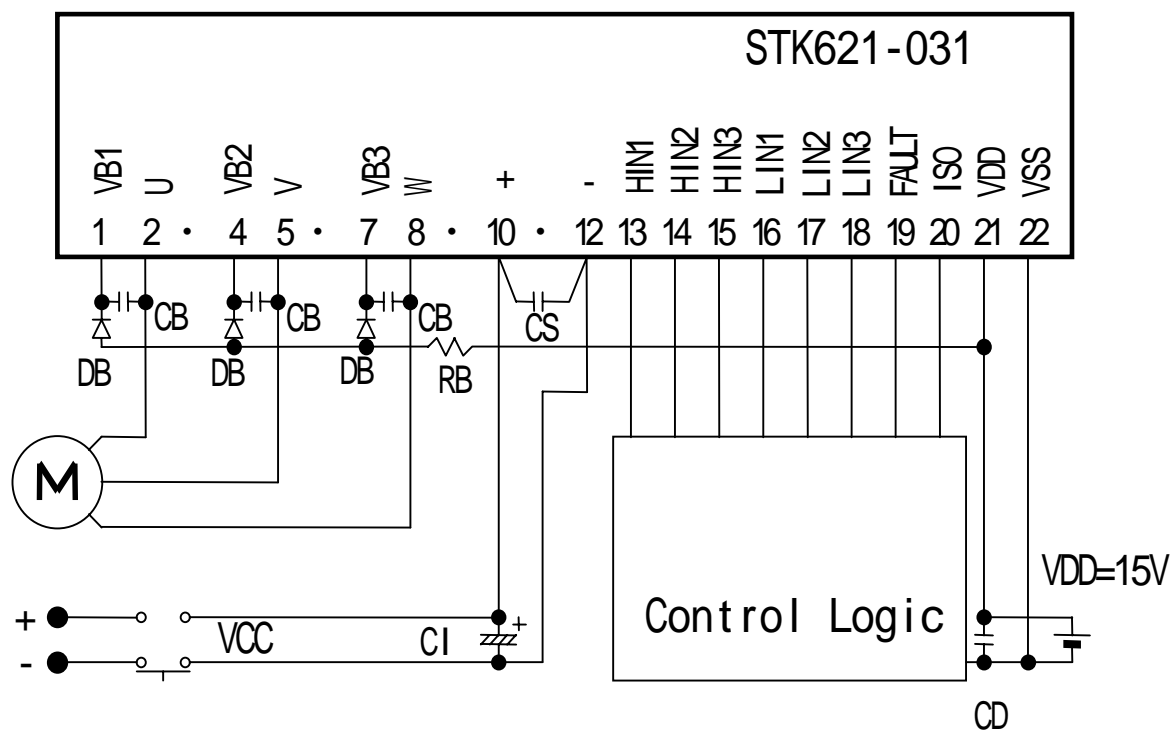 STK621-031
VB1 U VB2 V VB3 W + - HIN1 HIN2 HIN3 LIN1 LIN2 LIN3 FAULT ISO VDD VSS
1 2 · 4 5 · 7 8 · 10 · 12 13 14 15 16 17 18 19 20 21 22
CB CB CB CS
DB DB DB RB
M
VDD=15V
+ VCC CI + Control Logic
-
CD